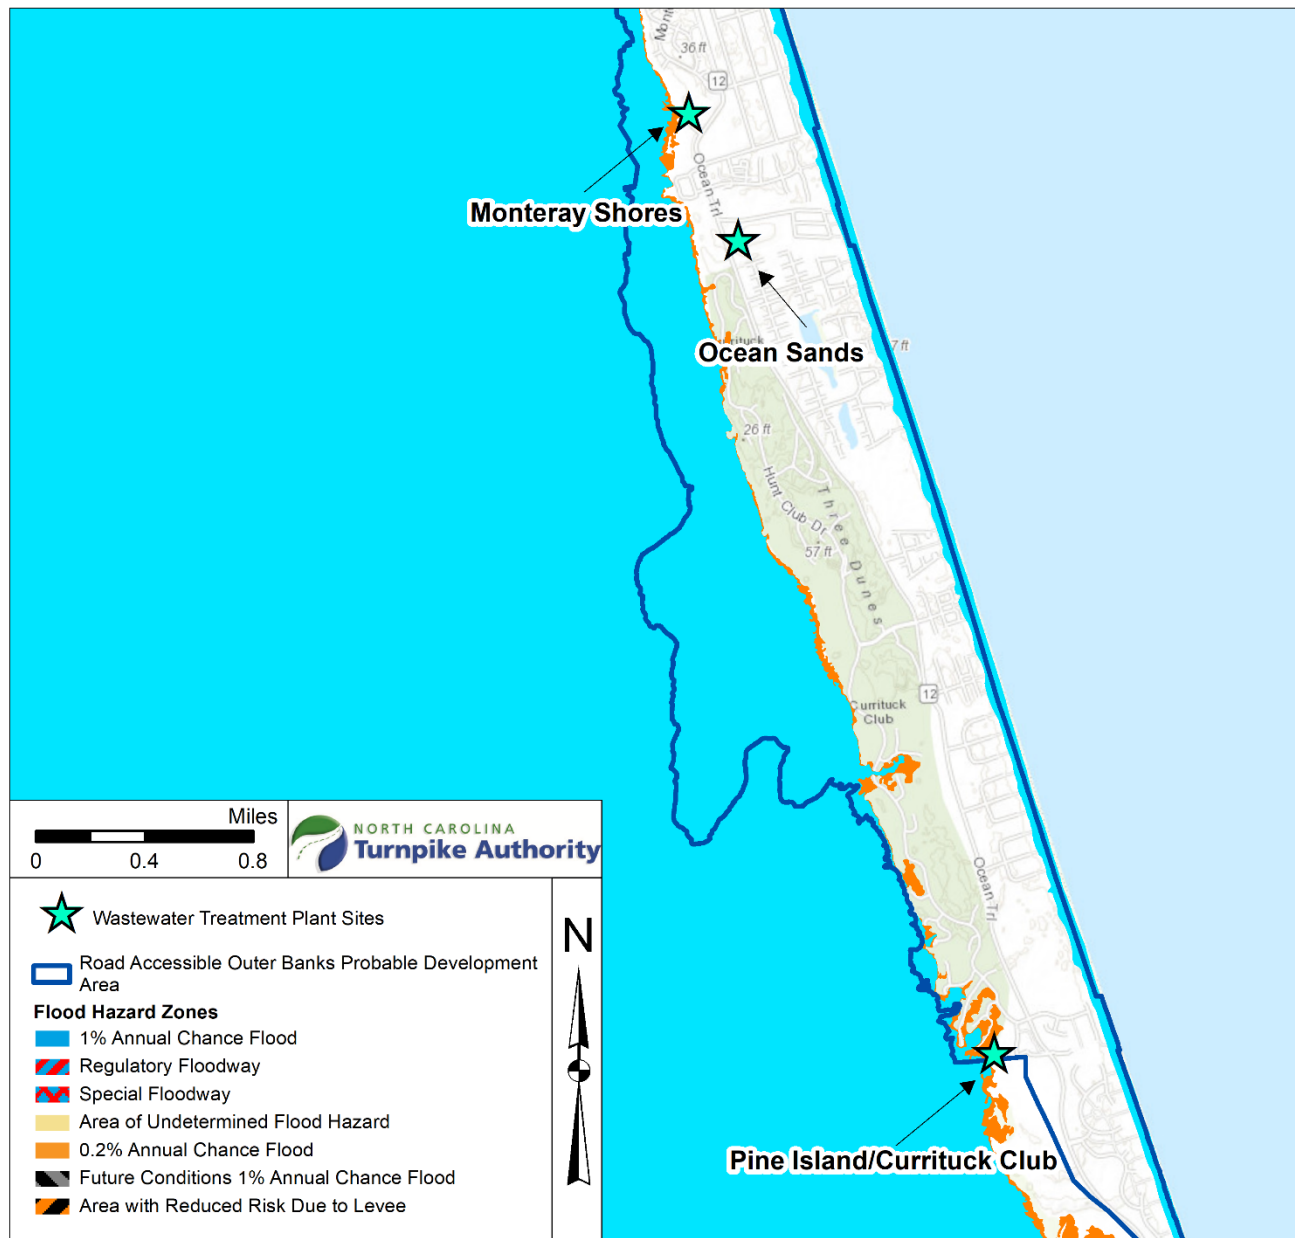 Monte
36 ft
12
Ocean Trl
Monteray Shores
Ocean Sands
7 ft
26 ft
Hunt Club Dr
Three Dunes
57 ft
12
Currituck
Club
Ocean Trl
Pine Island/Currituck Club
Miles
0 0.4 0.8
NORTH CAROLINA
Turnpike Authority
N
Wastewater Treatment Plant Sites
Road Accessible Outer Banks Probable Development
Area
Flood Hazard Zones
1% Annual Chance Flood
Regulatory Floodway
Special Floodway
Area of Undetermined Flood Hazard
0.2% Annual Chance Flood
Future Conditions 1% Annual Chance Flood
Area with Reduced Risk Due to Levee